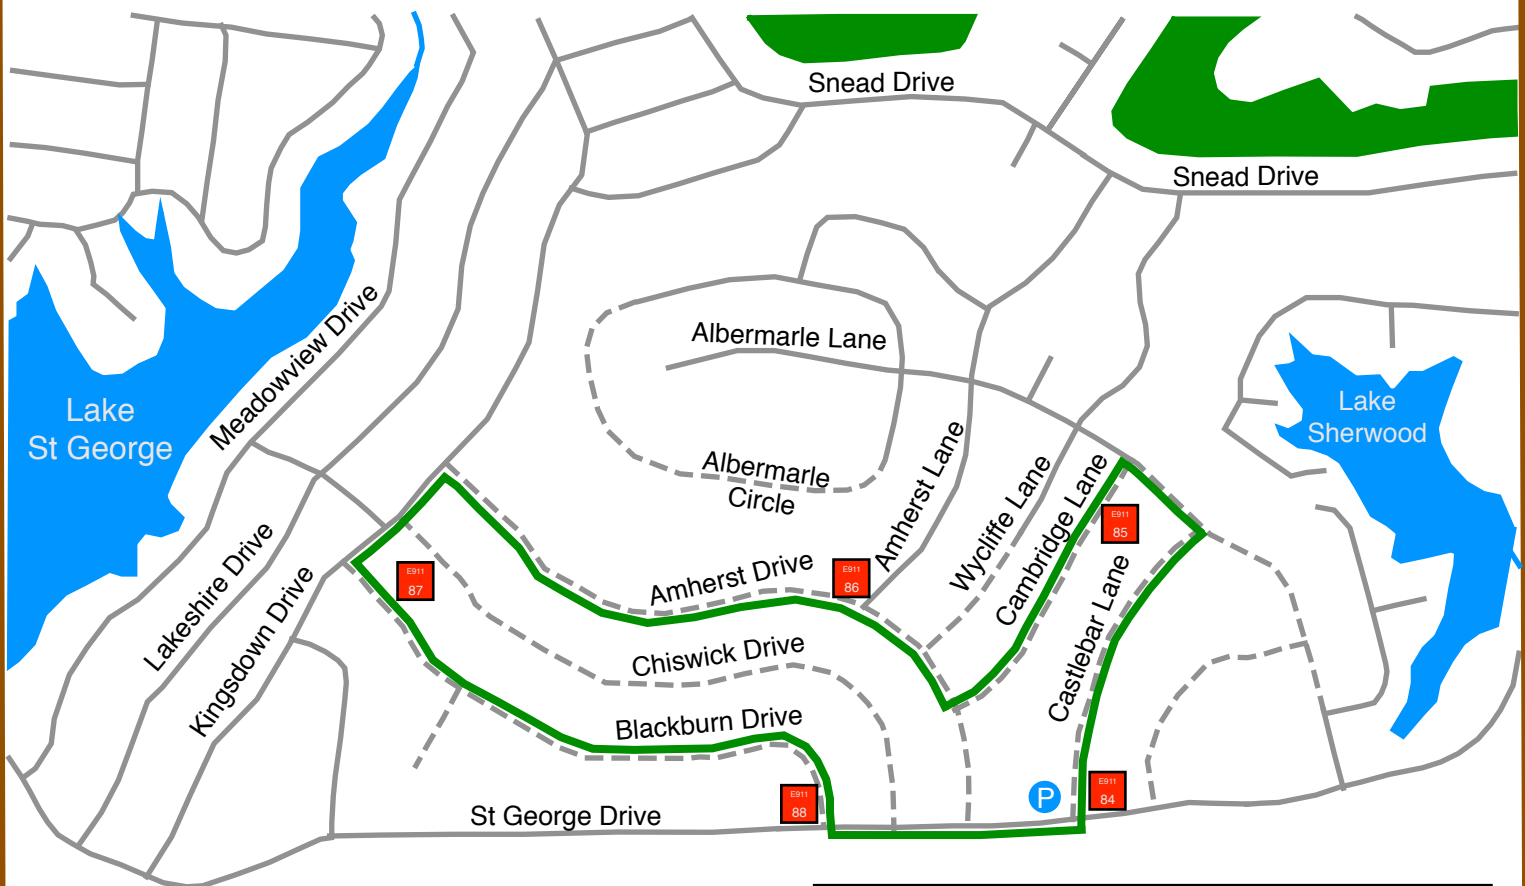 Snead Drive
Snead Drive
Meadowview Drive
Albermarle Lane
Lake
St George
Lake
Sherwood
Albermarle
Circle
Amherst Lane
Wycliffe Lane
Cambridge Lane
E911
85
Lakeshire Drive
Kingsdown Drive
E911
87
Amherst Drive
E911
86
Castlebar Lane
Chiswick Drive
Blackburn Drive
St George Drive
E911
88
P
E911
84